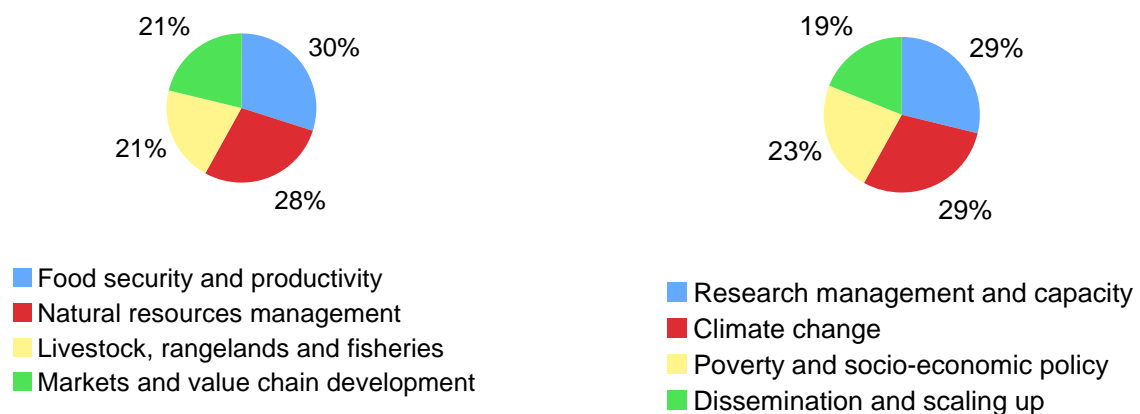 21%
30%
21%
28%
Food security and productivity
Natural resources management
Livestock, rangelands and fisheries
Markets and value chain development
19%
29%
23%
29%
Research management and capacity
Climate change
Poverty and socio-economic policy
Dissemination and scaling up